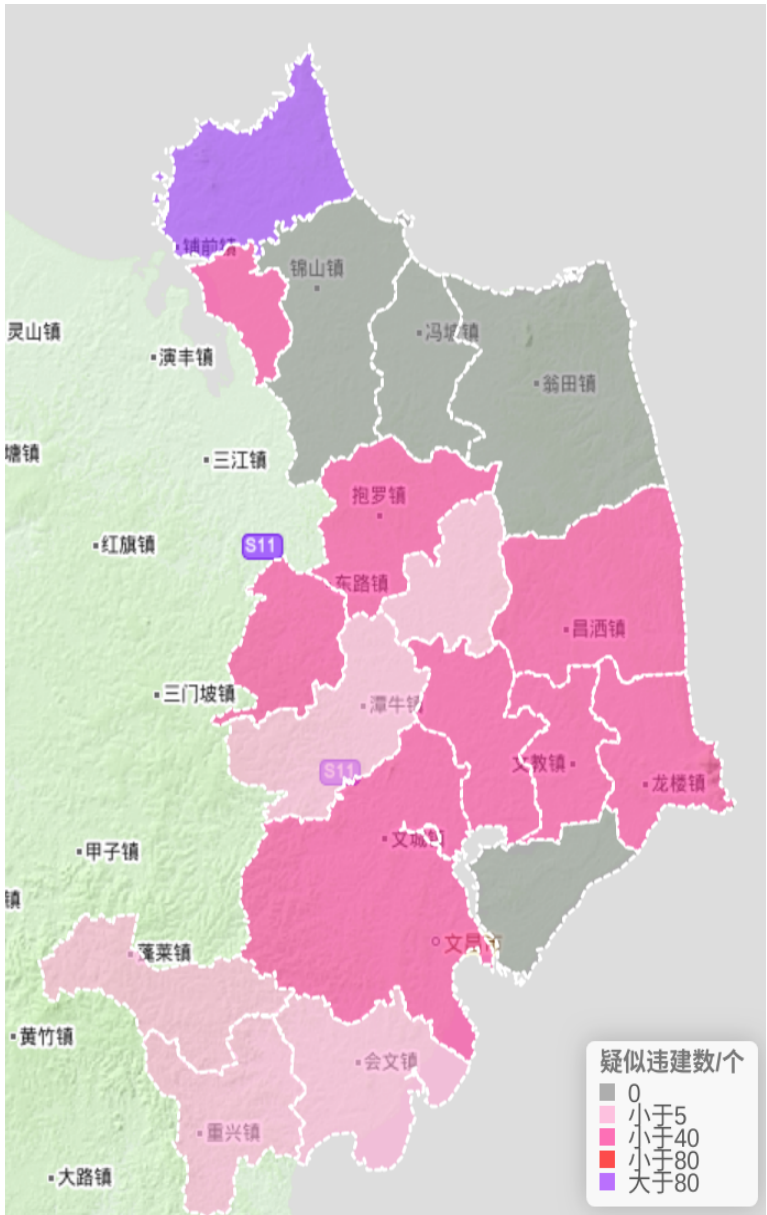 铺前镇
锦山镇
灵山镇
冯坡镇
演丰镇
翁田镇
塘镇
三江镇
抱罗镇
红旗镇
S11
东路镇
昌洒镇
三门坡镇
潭牛镇
文教镇
S11
龙楼镇
文城镇
甲子镇
镇
文昌市
蓬莱镇
黄竹镇
会文镇
重兴镇
大路镇
疑似违建数/个
0
小于5
小于40
小于80
大于80